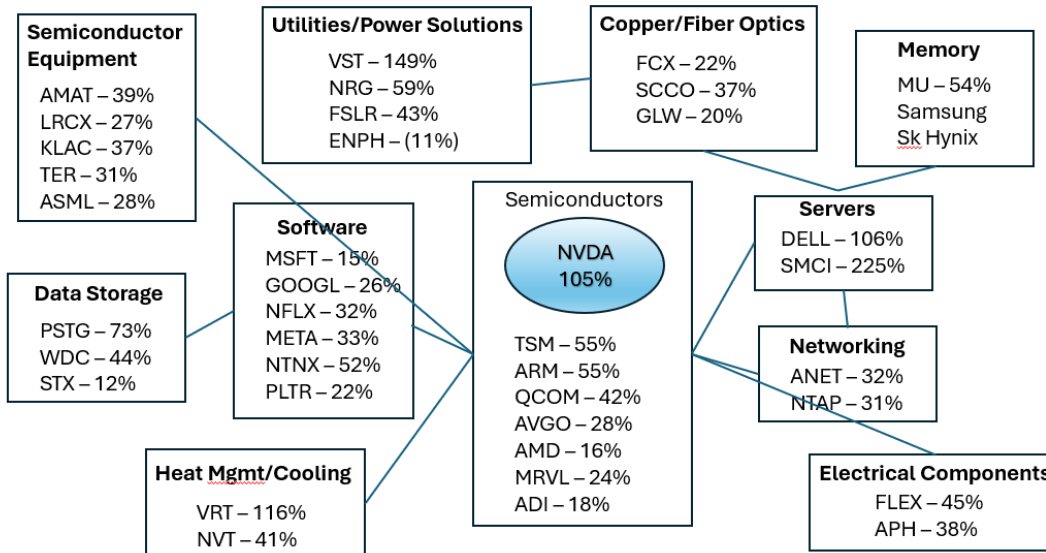 Semiconductor
Equipment
AMAT – 39%
LRCX – 27%
KLAC – 37%
TER – 31%
ASML – 28%
Utilities/Power Solutions
VST – 149%
NRG – 59%
FSLR – 43%
ENPH – (11%)
Copper/Fiber Optics
FCX – 22%
SCCO – 37%
GLW – 20%
Memory
MU – 54%
Samsung
Sk Hynix
Data Storage
PSTG – 73%
WDC – 44%
STX – 12%
Software
MSFT – 15%
GOOGL – 26%
NFLX – 32%
META – 33%
NTNX – 52%
PLTR – 22%
Semiconductors
NVDA
105%
TSM – 55%
ARM – 55%
QCOM – 42%
AVGO – 28%
AMD – 16%
MRVL – 24%
ADI – 18%
Servers
DELL – 106%
SMCI – 225%
Networking
ANET – 32%
NTAP – 31%
Heat Mgmt/Cooling
VRT – 116%
NVT – 41%
Electrical Components
FLEX – 45%
APH – 38%